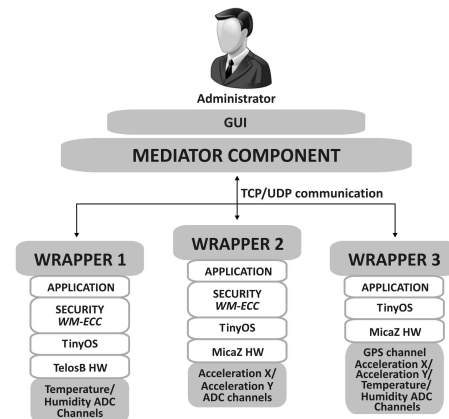 Administrator
GUI
MEDIATOR COMPONENT
TCP/UDP communication
WRAPPER 1
APPLICATION
SECURITY
WM-ECC
TinyOS
TelosB HW
Temperature/
Humidity ADC
Channels
WRAPPER 2
APPLICATION
SECURITY
WM-ECC
TinyOS
MicaZ HW
Acceleration X/
Acceleration Y
ADC channels
WRAPPER 3
APPLICATION
TinyOS
MicaZ HW
GPS channel
Acceleration X/
Acceleration Y/
Temperature/
Humidity ADC
Channels